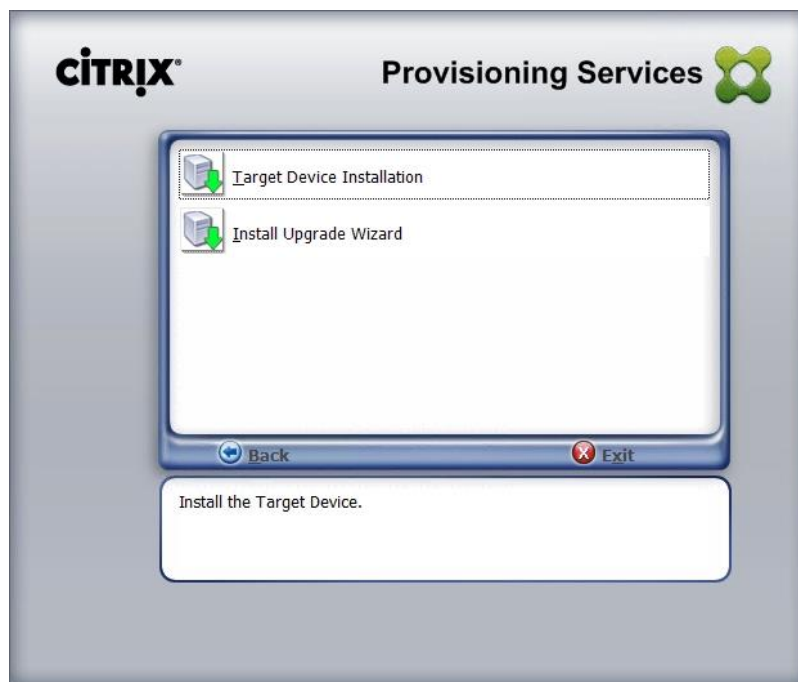 CITRIX®
Provisioning Services
Target Device Installation
Install Upgrade Wizard
Back
Exit
Install the Target Device.